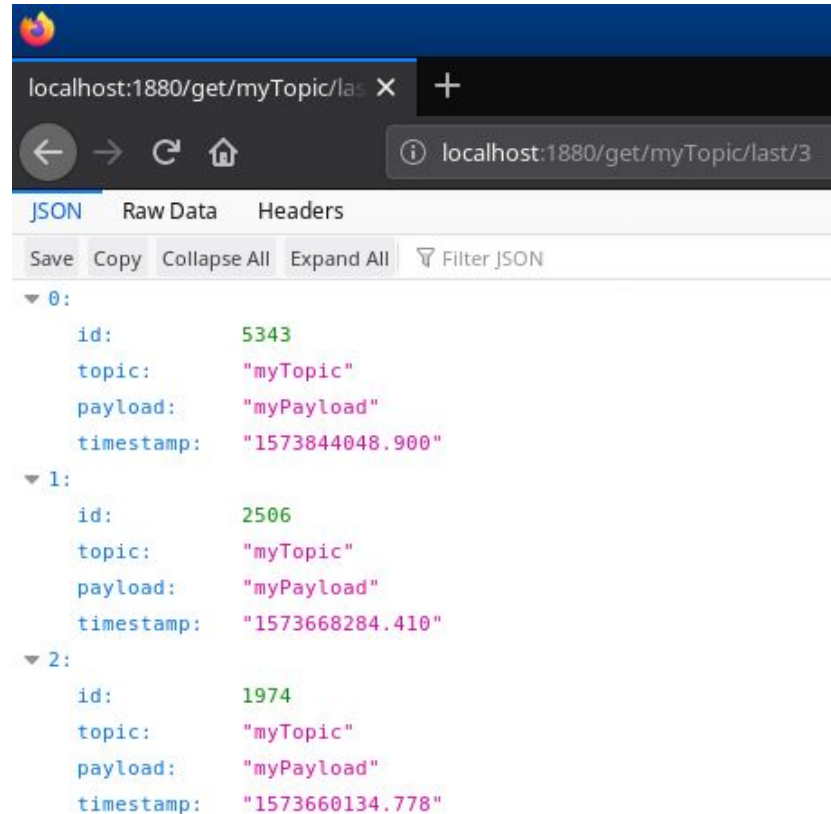 localhost:1880/get/myTopic/las
localhost:1880/get/myTopic/last/3
JSON Raw Data Headers
Save Copy Collapse All Expand All Filter JSON
0:
id: 5343
topic: "myTopic"
payload: "myPayload"
timestamp: "1573844048.900"
1:
id: 2506
topic: "myTopic"
payload: "myPayload"
timestamp: "1573668284.410"
2:
id: 1974
topic: "myTopic"
payload: "myPayload"
timestamp: "1573660134.778"